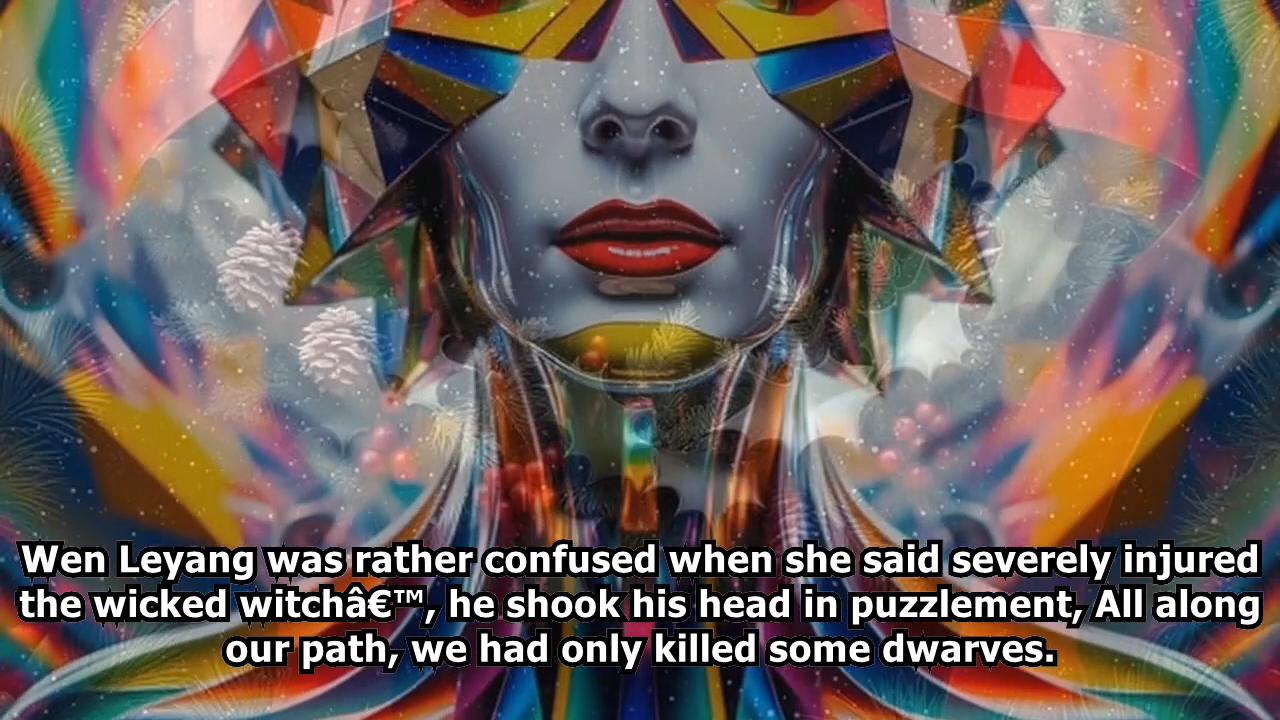 Wen Leyang was rather confused when she said severely injured
the wicked witchâ€™, he shook his head in puzzlement, All along
our path, we had only killed some dwarves.